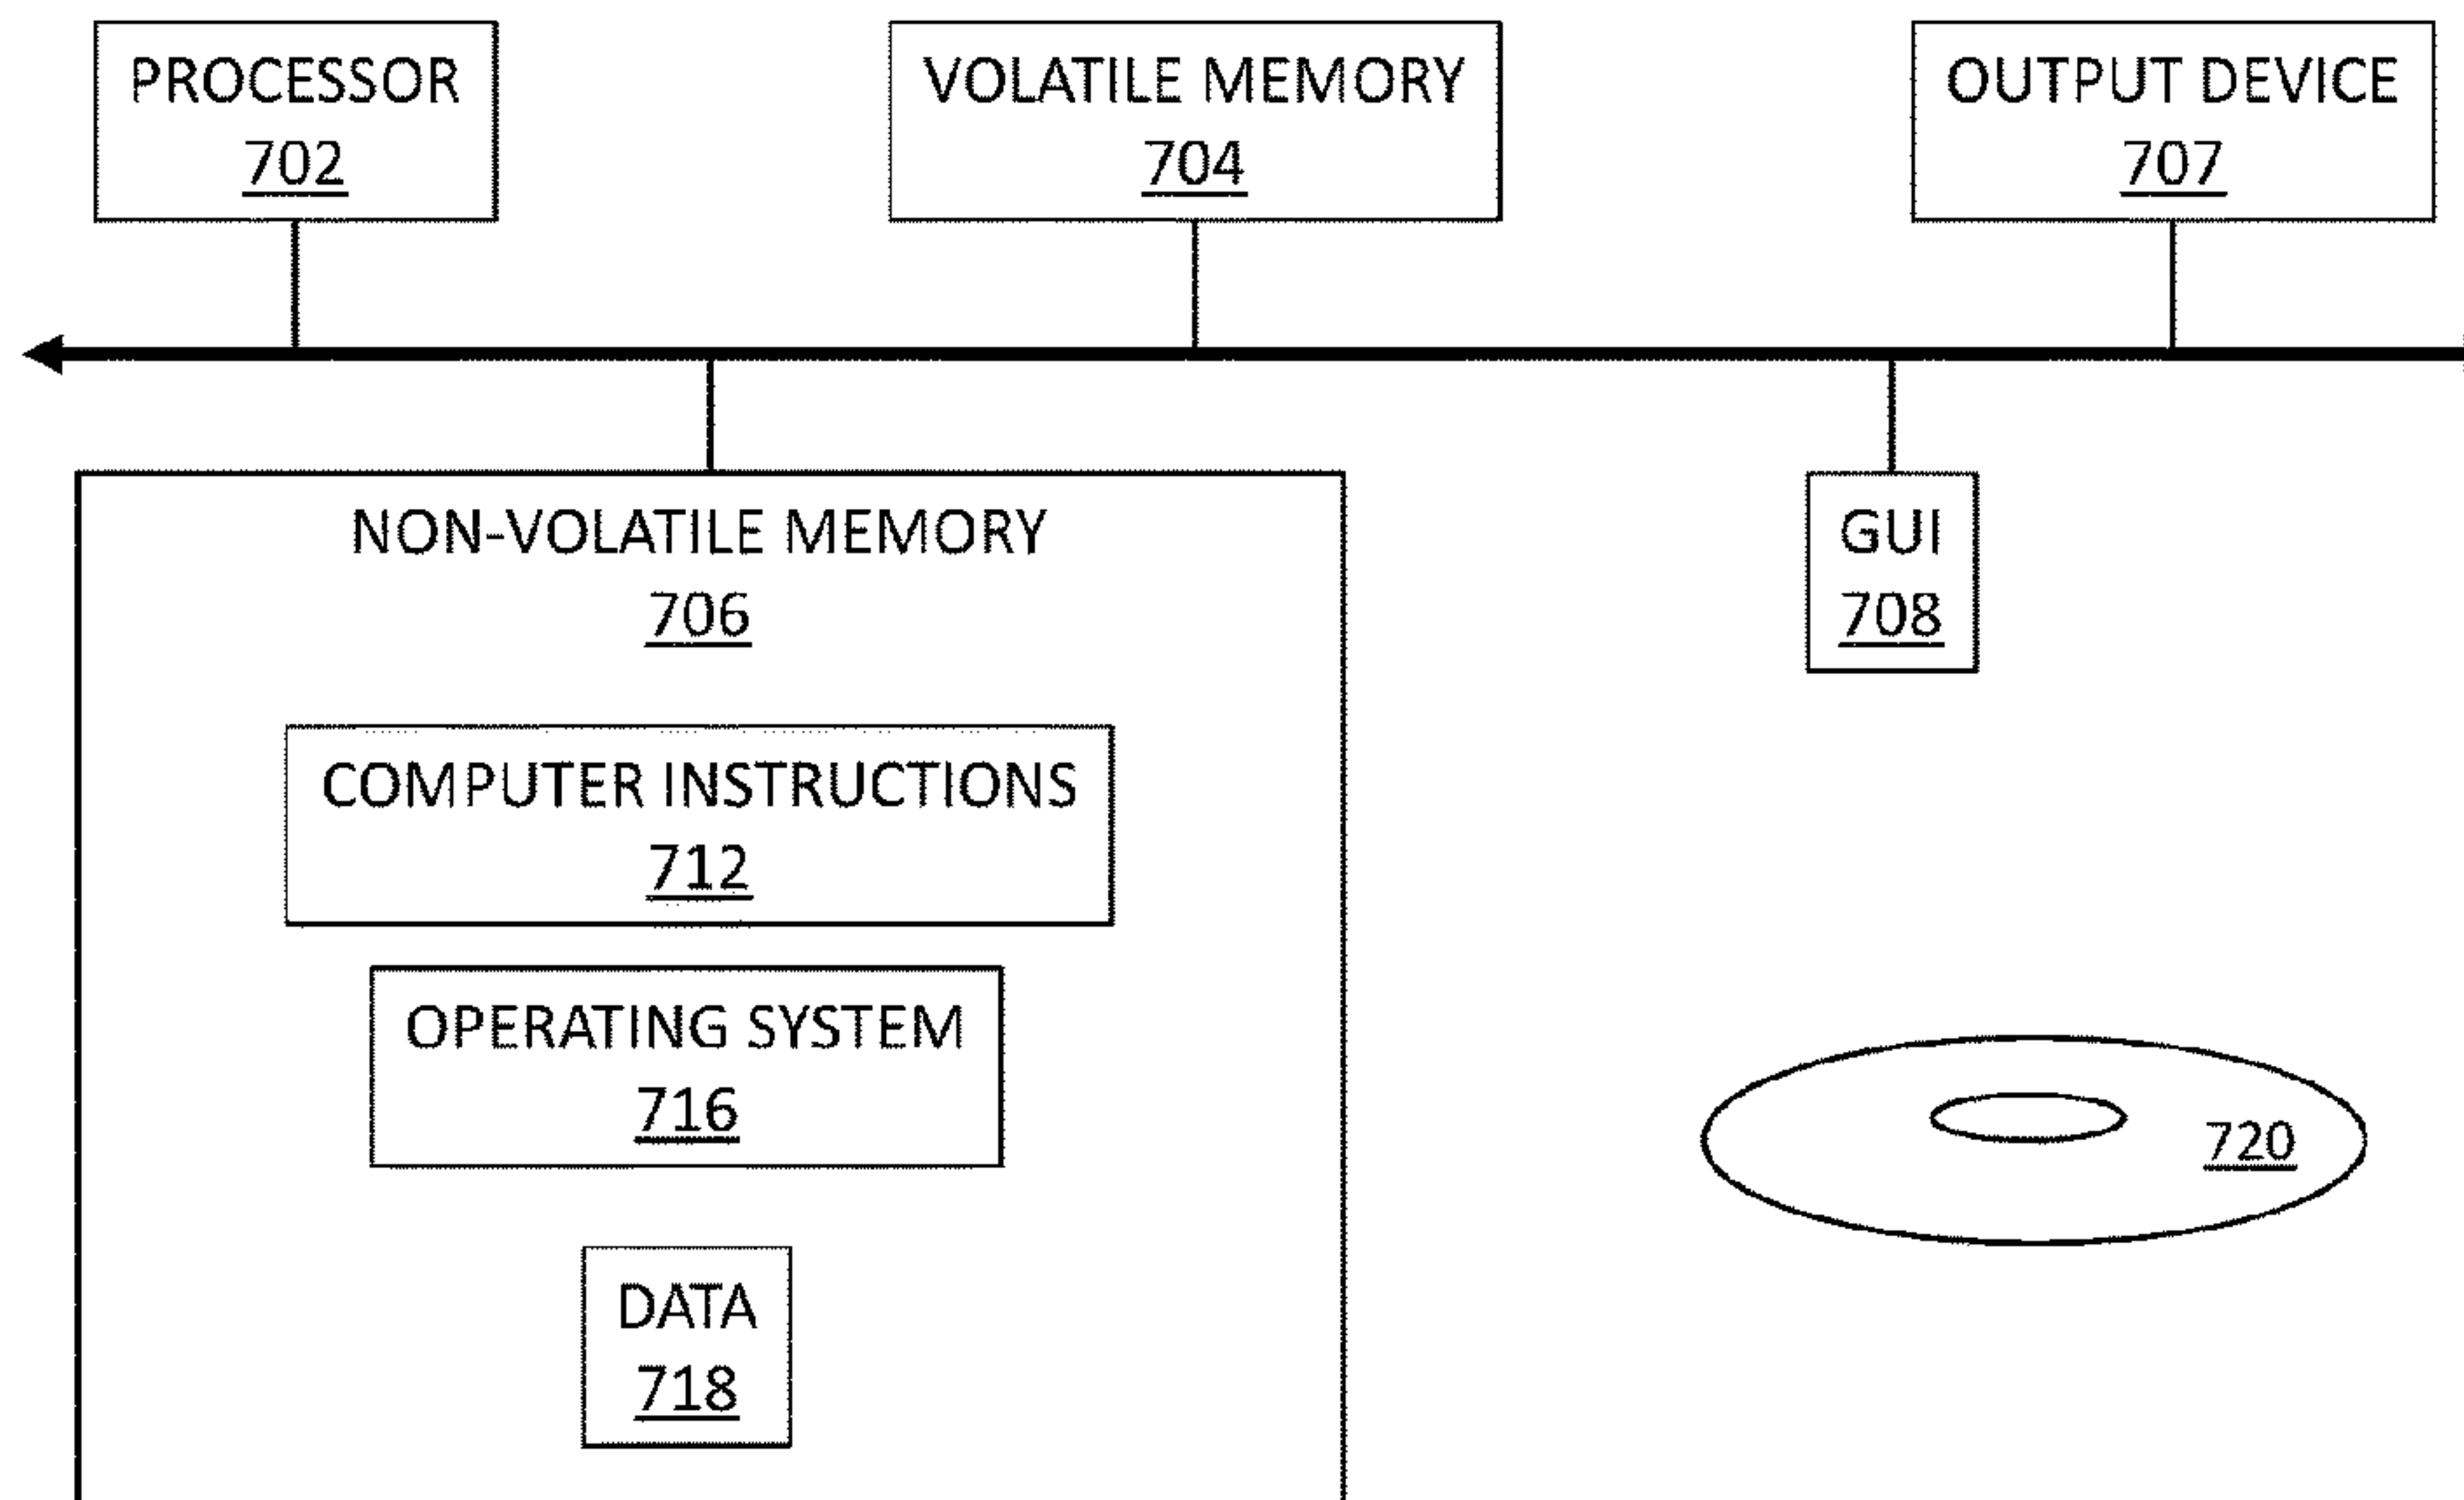 PROCESSOR
702
VOLATILE MEMORY
704
OUTPUT DEVICE
707
NON-VOLATILE MEMORY
706
GUI
708
COMPUTER INSTRUCTIONS
712
OPERATING SYSTEM
716
720
DATA
718